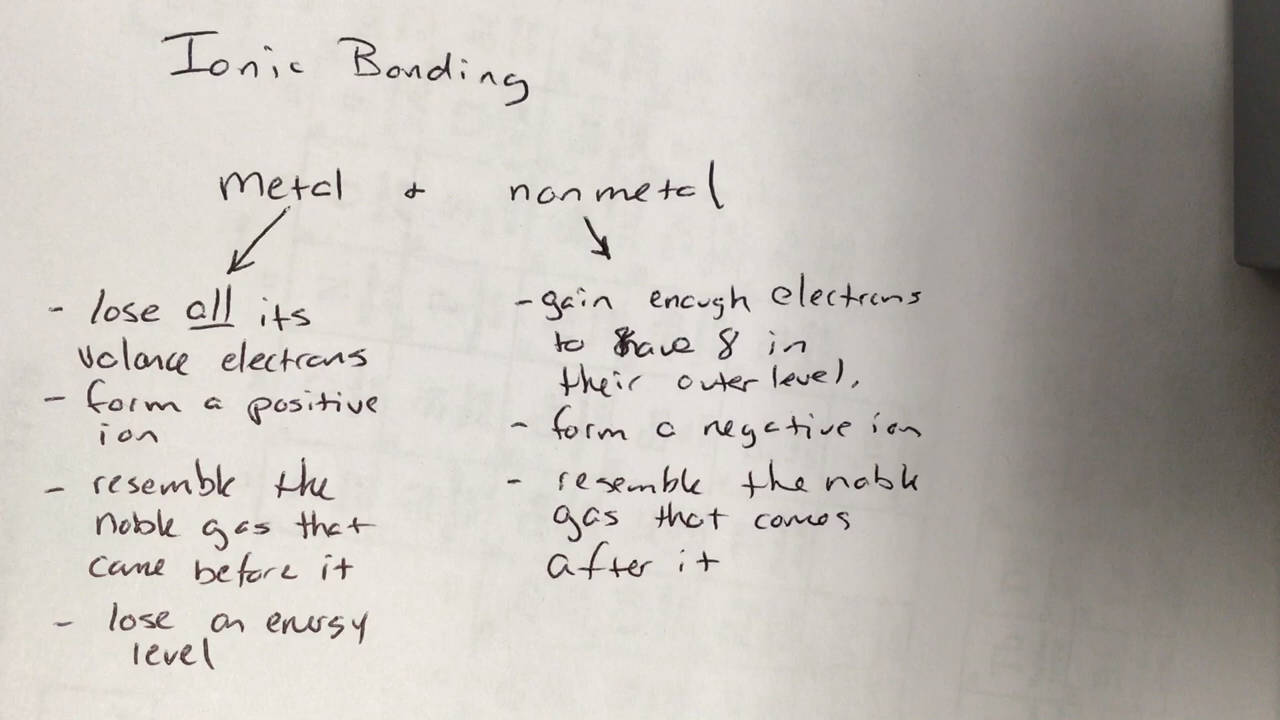 Ionic Bonding
metal + nonmetal
- lose all its
valance electrons
- form a positive
ion
- resemble the
noble gas that
came before it
- lose an energy
level
- gain enough electrons
to have 8 in
their outer level.
- form a negative ion
- resemble the noble
gas that comes
after it